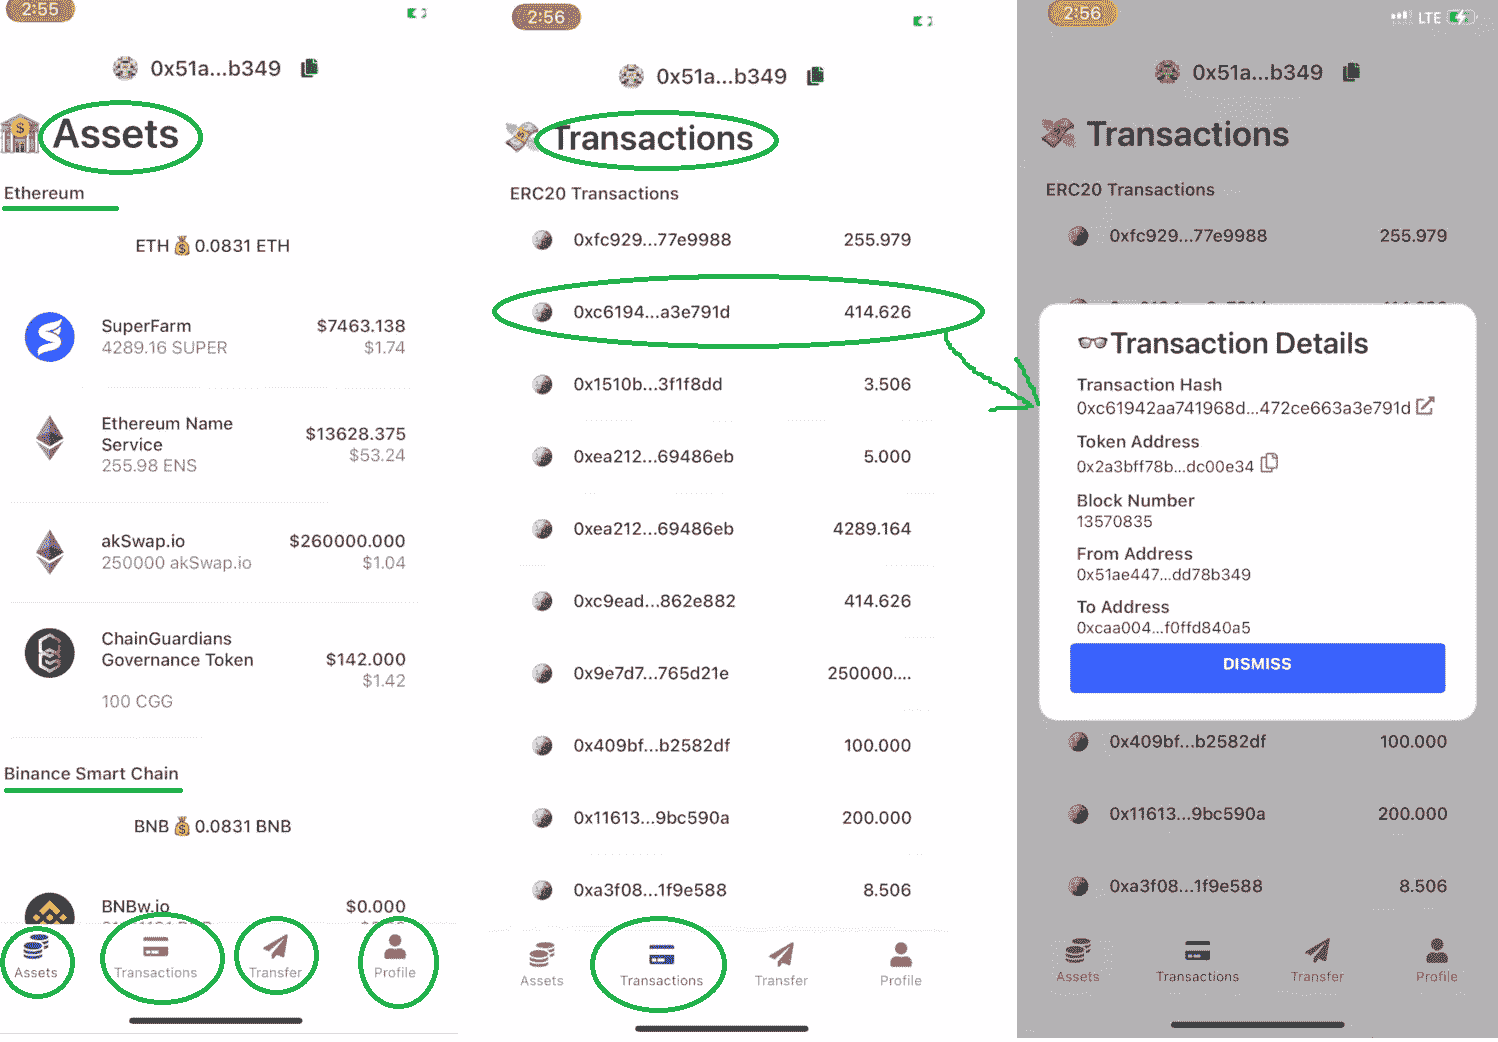 2:55
0x51a...b349
Assets
Ethereum
ETH 0.0831 ETH
SuperFarm $7463.138
4289.16 SUPER $1.74
Ethereum Name
Service $13628.375
255.98 ENS $53.24
akSwap.io $260000.000
250000 akSwap.io $1.04
ChainGuardians
Governance Token $142.000
$1.42
100 CGG
Binance Smart Chain
BNB 0.0831 BNB
BNBw.io $0.000
Assets Transactions Transfer Profile
2:56
0x51a...b349
Transactions
ERC20 Transactions
0xfc929...77e9988 255.979
0xc6194...a3e791d 414.626
0x1510b...3f1f8dd 3.506
0xea212...69486eb 5.000
0xea212...69486eb 4289.164
0xc9ead...862e882 414.626
0x9e7d7...765d21e 250000....
0x409bf...b2582df 100.000
0x11613...9bc590a 200.000
0xa3f08...1f9e588 8.506
Assets Transactions Transfer Profile
2:56 LTE
0x51a...b349
Transactions
ERC20 Transactions
0xfc929...77e9988 255.979
Transaction Details
Transaction Hash
0xc61942aa741968d...472ce663a3e791d
Token Address
0x2a3bff78b...dc00e34
Block Number
13570835
From Address
0x51ae447...dd78b349
To Address
0xcaa004...f0ffd840a5
DISMISS
0x409bf...b2582df 100.000
0x11613...9bc590a 200.000
0xa3f08...1f9e588 8.506
Assets Transactions Transfer Profile